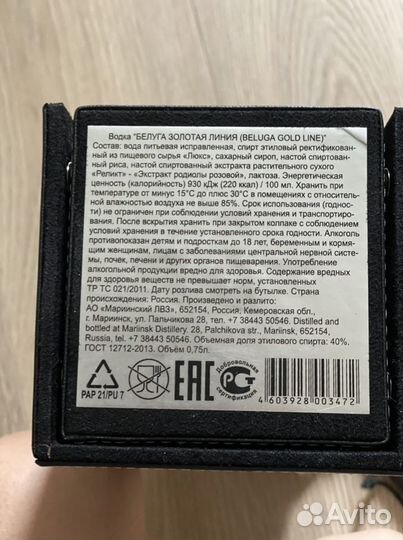 Водка "БЕЛУГА ЗОЛОТАЯ ЛИНИЯ (BELUGA GOLD LINE)"
Состав: вода питьевая исправленная, спирт этиловый ректификованный
из пищевого сырья «Люкс», сахарный сироп, настой спиртован-
ный риса, настой спиртованный экстракта растительного сухого
«Реликт» - «Экстракт родиолы розовой», лактоза. Энергетическая
ценность (калорийность) 930 кДж (220 ккал) / 100 мл. Хранить при
температуре от минус 15°С до плюс 30°С в помещениях с относитель-
ной влажностью воздуха не выше 85%. Срок использования (годнос-
ти) не ограничен при соблюдении условий хранения и транспортиро-
вания. После вскрытия хранить при закрытом колпаке с соблюдением
условий хранения в течение установленного срока годности. Алкоголь
противопоказан детям и подросткам до 18 лет, беременным и кормя-
щим женщинам, лицам с заболеваниями центральной нервной систе-
мы, почек, печени и других органов пищеварения. Употребление
алкогольной продукции вредно для здоровья. Содержание вредных
для здоровья веществ не превышает норм, установленных
ТР ТС 021/2011. Дату розлива смотреть на бутылке. Страна
происхождения: Россия. Произведено и разлито:
АО «Мариинский ЛВЗ», 652154, Россия, Кемеровская обл.,
г. Мариинск, ул. Пальчикова 28, тел. +7 38443 50546. Distilled and
bottled at Mariinsk Distillery, 28, Palchikova str., Mariinsk, 652154,
Russia, tel. +7 38443 50546. Объемная доля этилового спирта: 40%.
ГОСТ 12712-2013. Объём 0,75л.
PAP 21/PU 7
EAC
Добровольная
сертификация
4 603928 003472
Avito